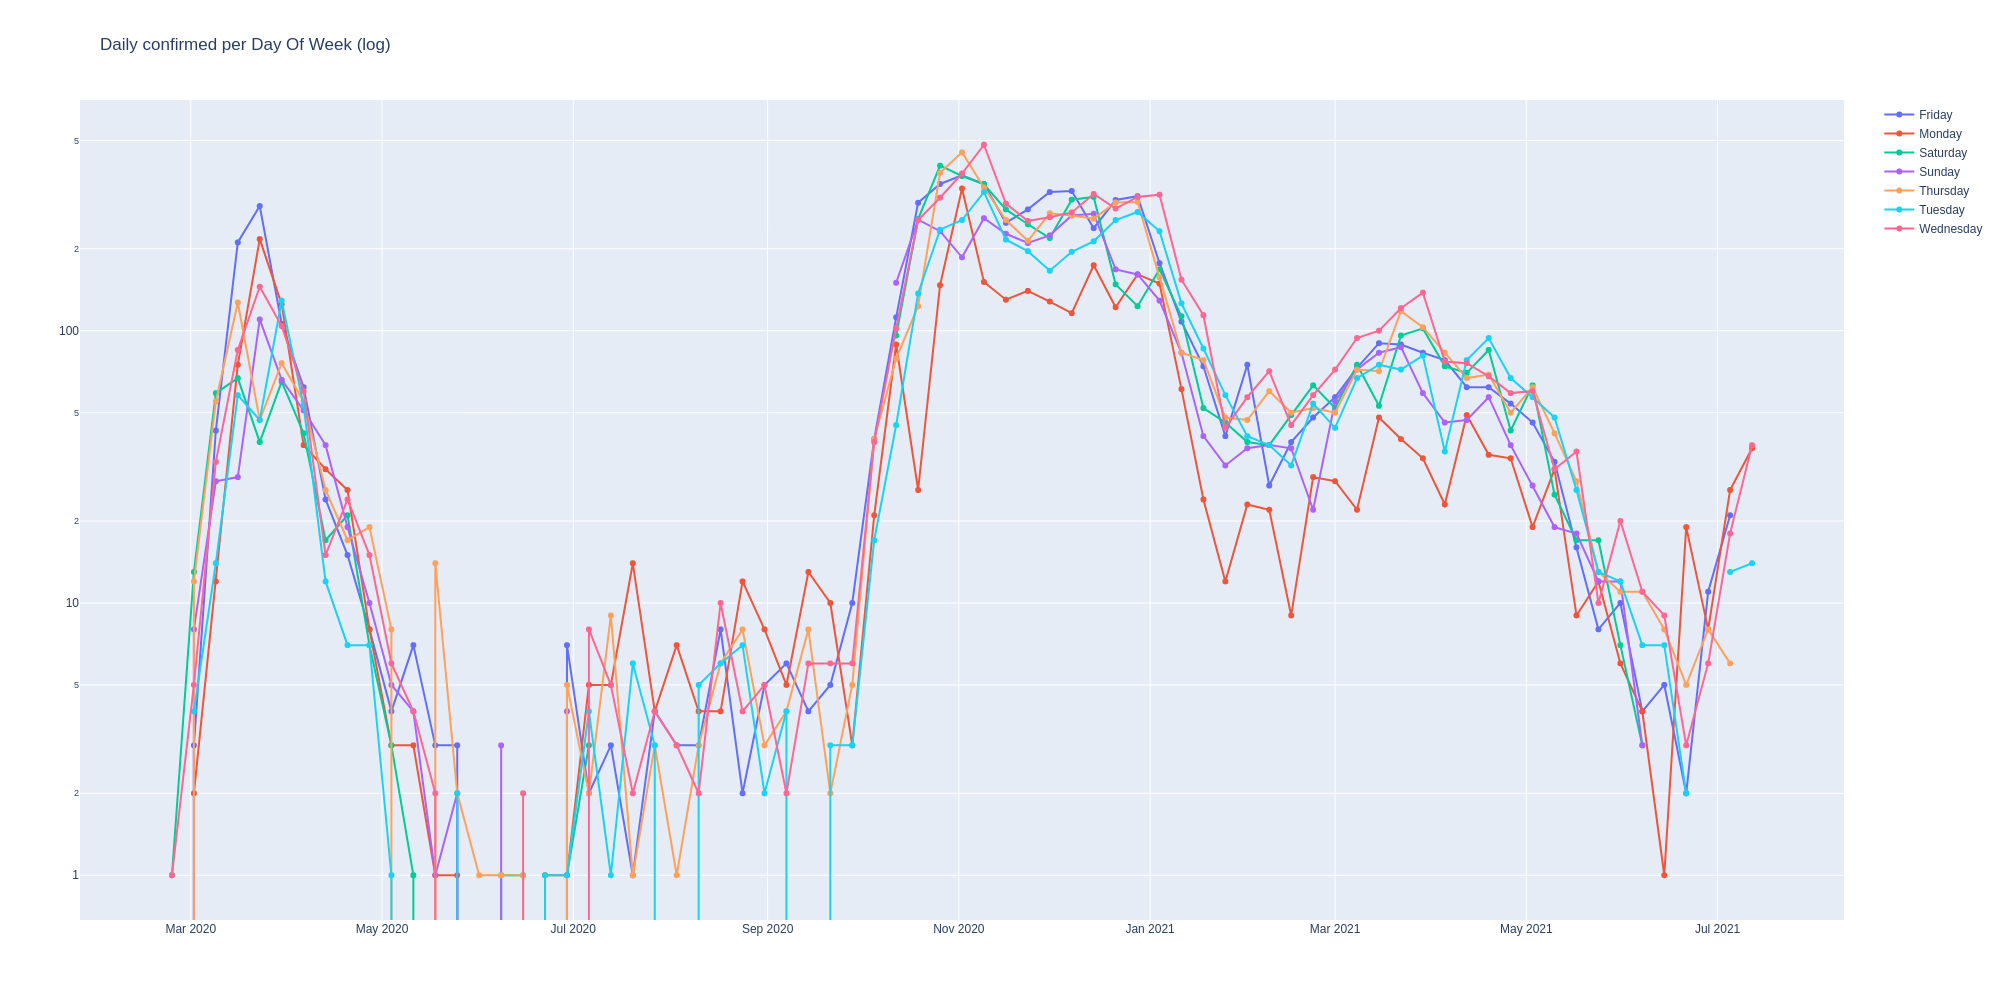 Daily confirmed per Day Of Week (log)
5
2
100
5
2
10
5
2
1
Mar 2020
May 2020
Jul 2020
Sep 2020
Nov 2020
Jan 2021
Mar 2021
May 2021
Jul 2021
Friday
Monday
Saturday
Sunday
Thursday
Tuesday
Wednesday